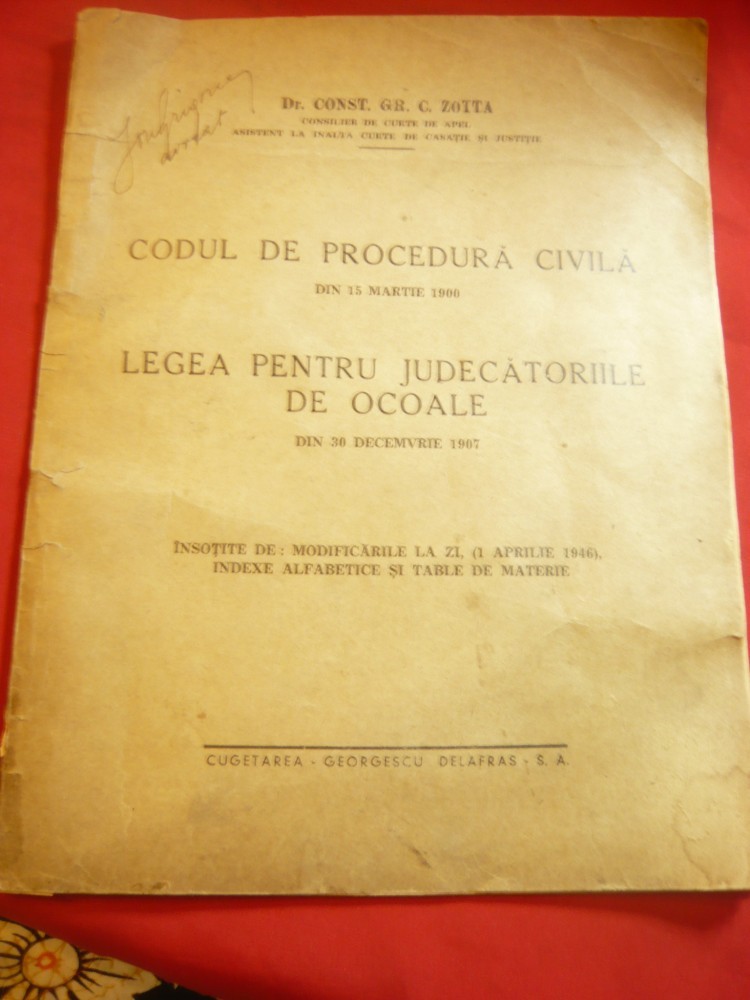 Dr. CONST. GR. C. ZOTTA
CONSILIER DE CURTE DE APEL
ASISTENT LA INALTA CURTE DE CASAȚIE ȘI JUSTIȚIE
avocat
CODUL DE PROCEDURĂ CIVILĂ
DIN 15 MARTIE 1900
LEGEA PENTRU JUDECĂTORIILE
DE OCOALE
DIN 30 DECEMVRIE 1907
ÎNSOȚITE DE: MODIFICĂRILE LA ZI, (1 APRILIE 1946),
INDEXE ALFABETICE ȘI TABLE DE MATERIE
CUGETAREA - GEORGESCU DELAFRAS - S. A.